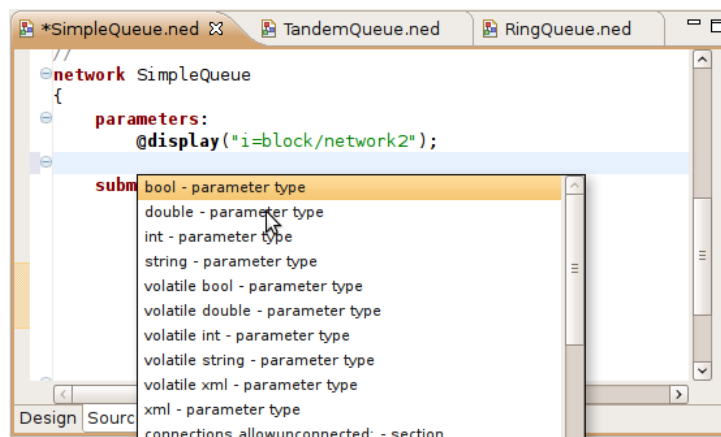 *SimpleQueue.ned TandemQueue.ned RingQueue.ned
//
network SimpleQueue
{
parameters:
@display("i=block/network2");
subm
bool - parameter type
double - parameter type
int - parameter type
string - parameter type
volatile bool - parameter type
volatile double - parameter type
volatile int - parameter type
volatile string - parameter type
volatile xml - parameter type
xml - parameter type
connections allowunconnected: - section
Design Sourc